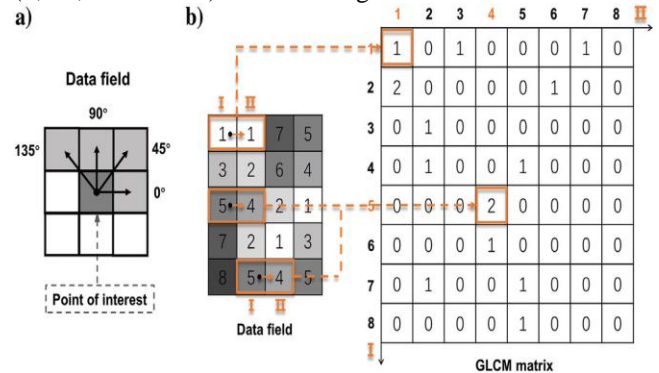 a)
Data field
90°
135°
45°
0°
Point of interest
b)
I II
1 1 7 5
3 2 6 4
5 4 2 1
7 2 1 3
8 5 4 5
I II
Data field
1 2 3 4 5 6 7 8 II
1 1 0 1 0 0 0 1 0
2 2 0 0 0 0 1 0 0
3 0 1 0 0 0 0 0 0
4 0 1 0 0 1 0 0 0
5 0 0 0 2 0 0 0 0
6 0 0 0 1 0 0 0 0
7 0 1 0 0 1 0 0 0
8 0 0 0 0 1 0 0 0
I
GLCM matrix